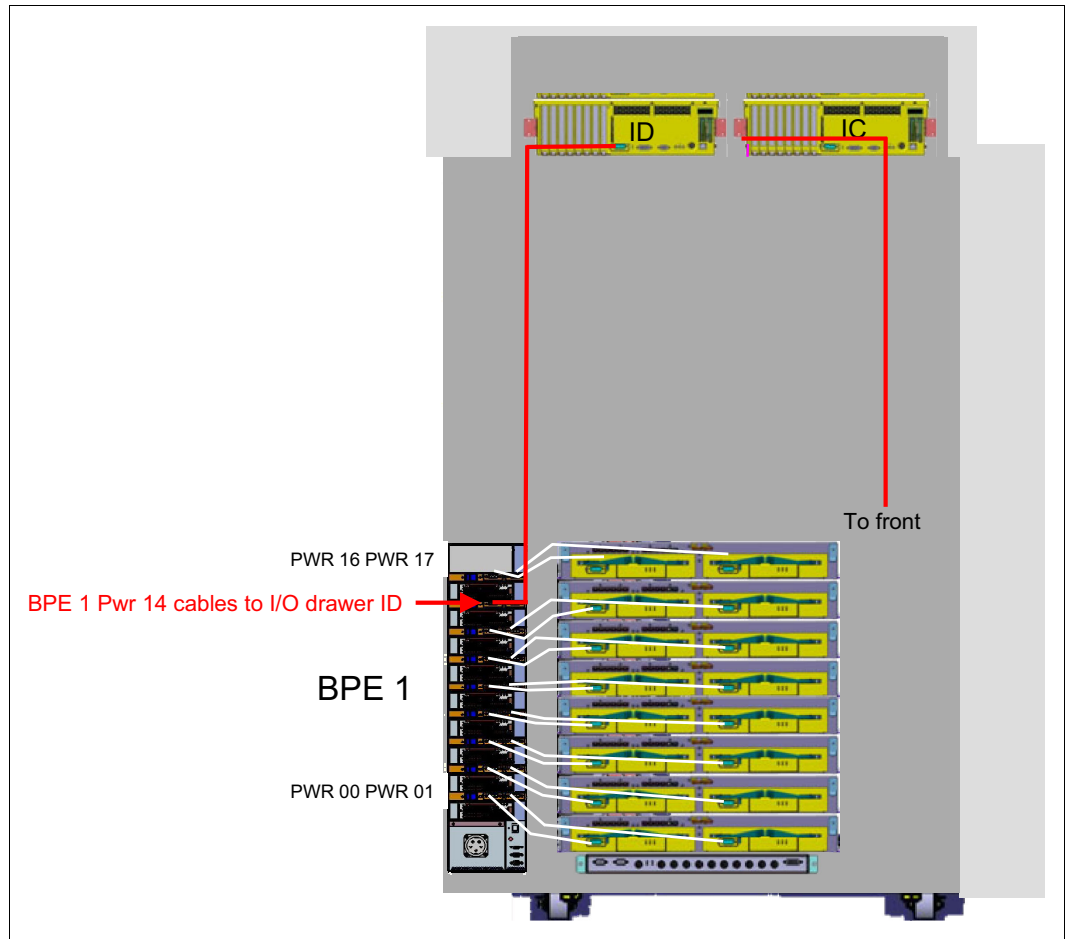 ID
IC
To front
PWR 16 PWR 17
BPE 1 Pwr 14 cables to I/O drawer ID
BPE 1
PWR 00 PWR 01